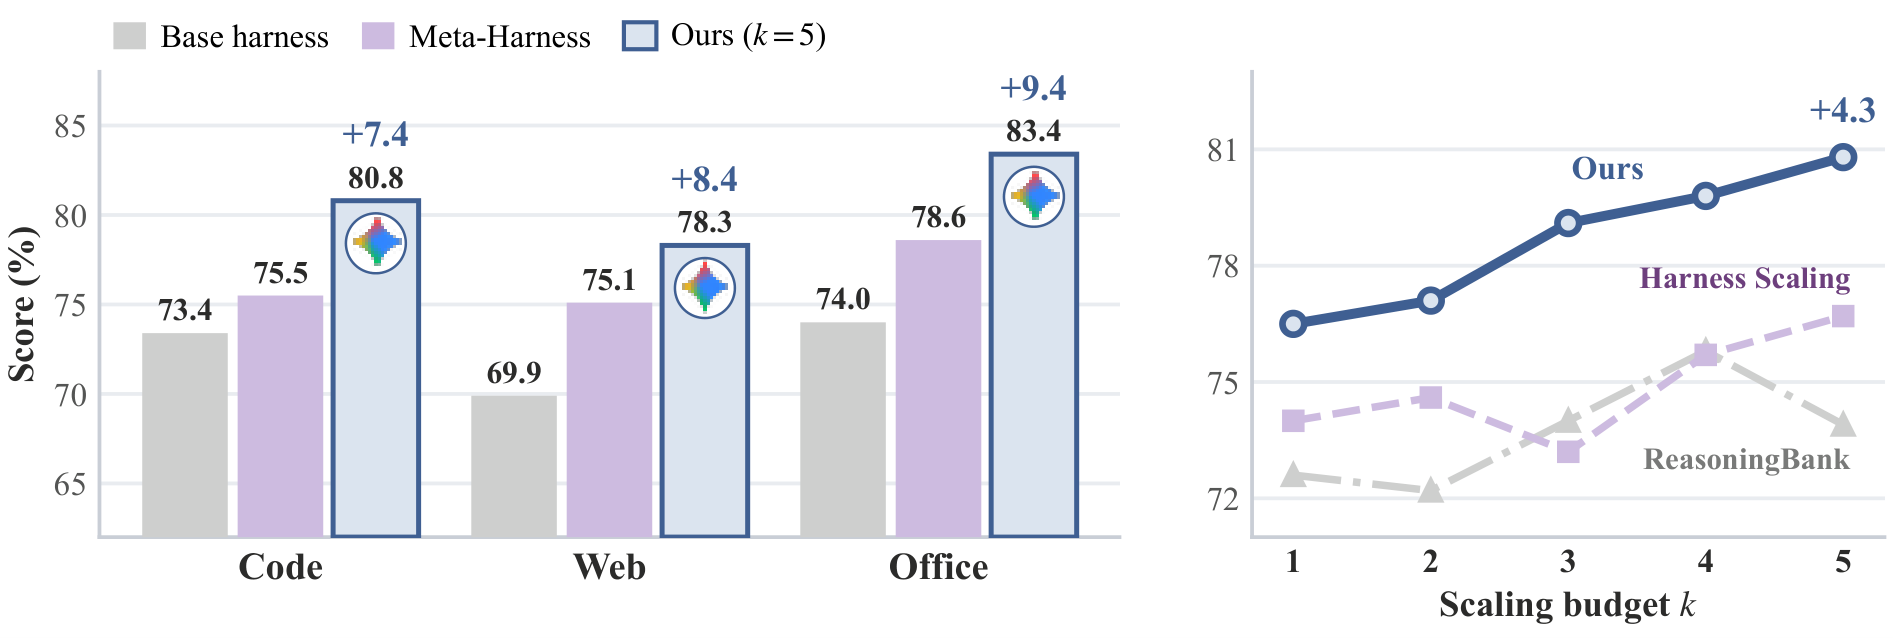 Base harness
Meta-Harness
Ours (k=5)
Score (%)
85
80
75
70
65
73.4
75.5
+7.4
80.8
69.9
75.1
+8.4
78.3
74.0
78.6
+9.4
83.4
Code
Web
Office
81
78
75
72
+4.3
Ours
Harness Scaling
ReasoningBank
1
2
3
4
5
Scaling budget k